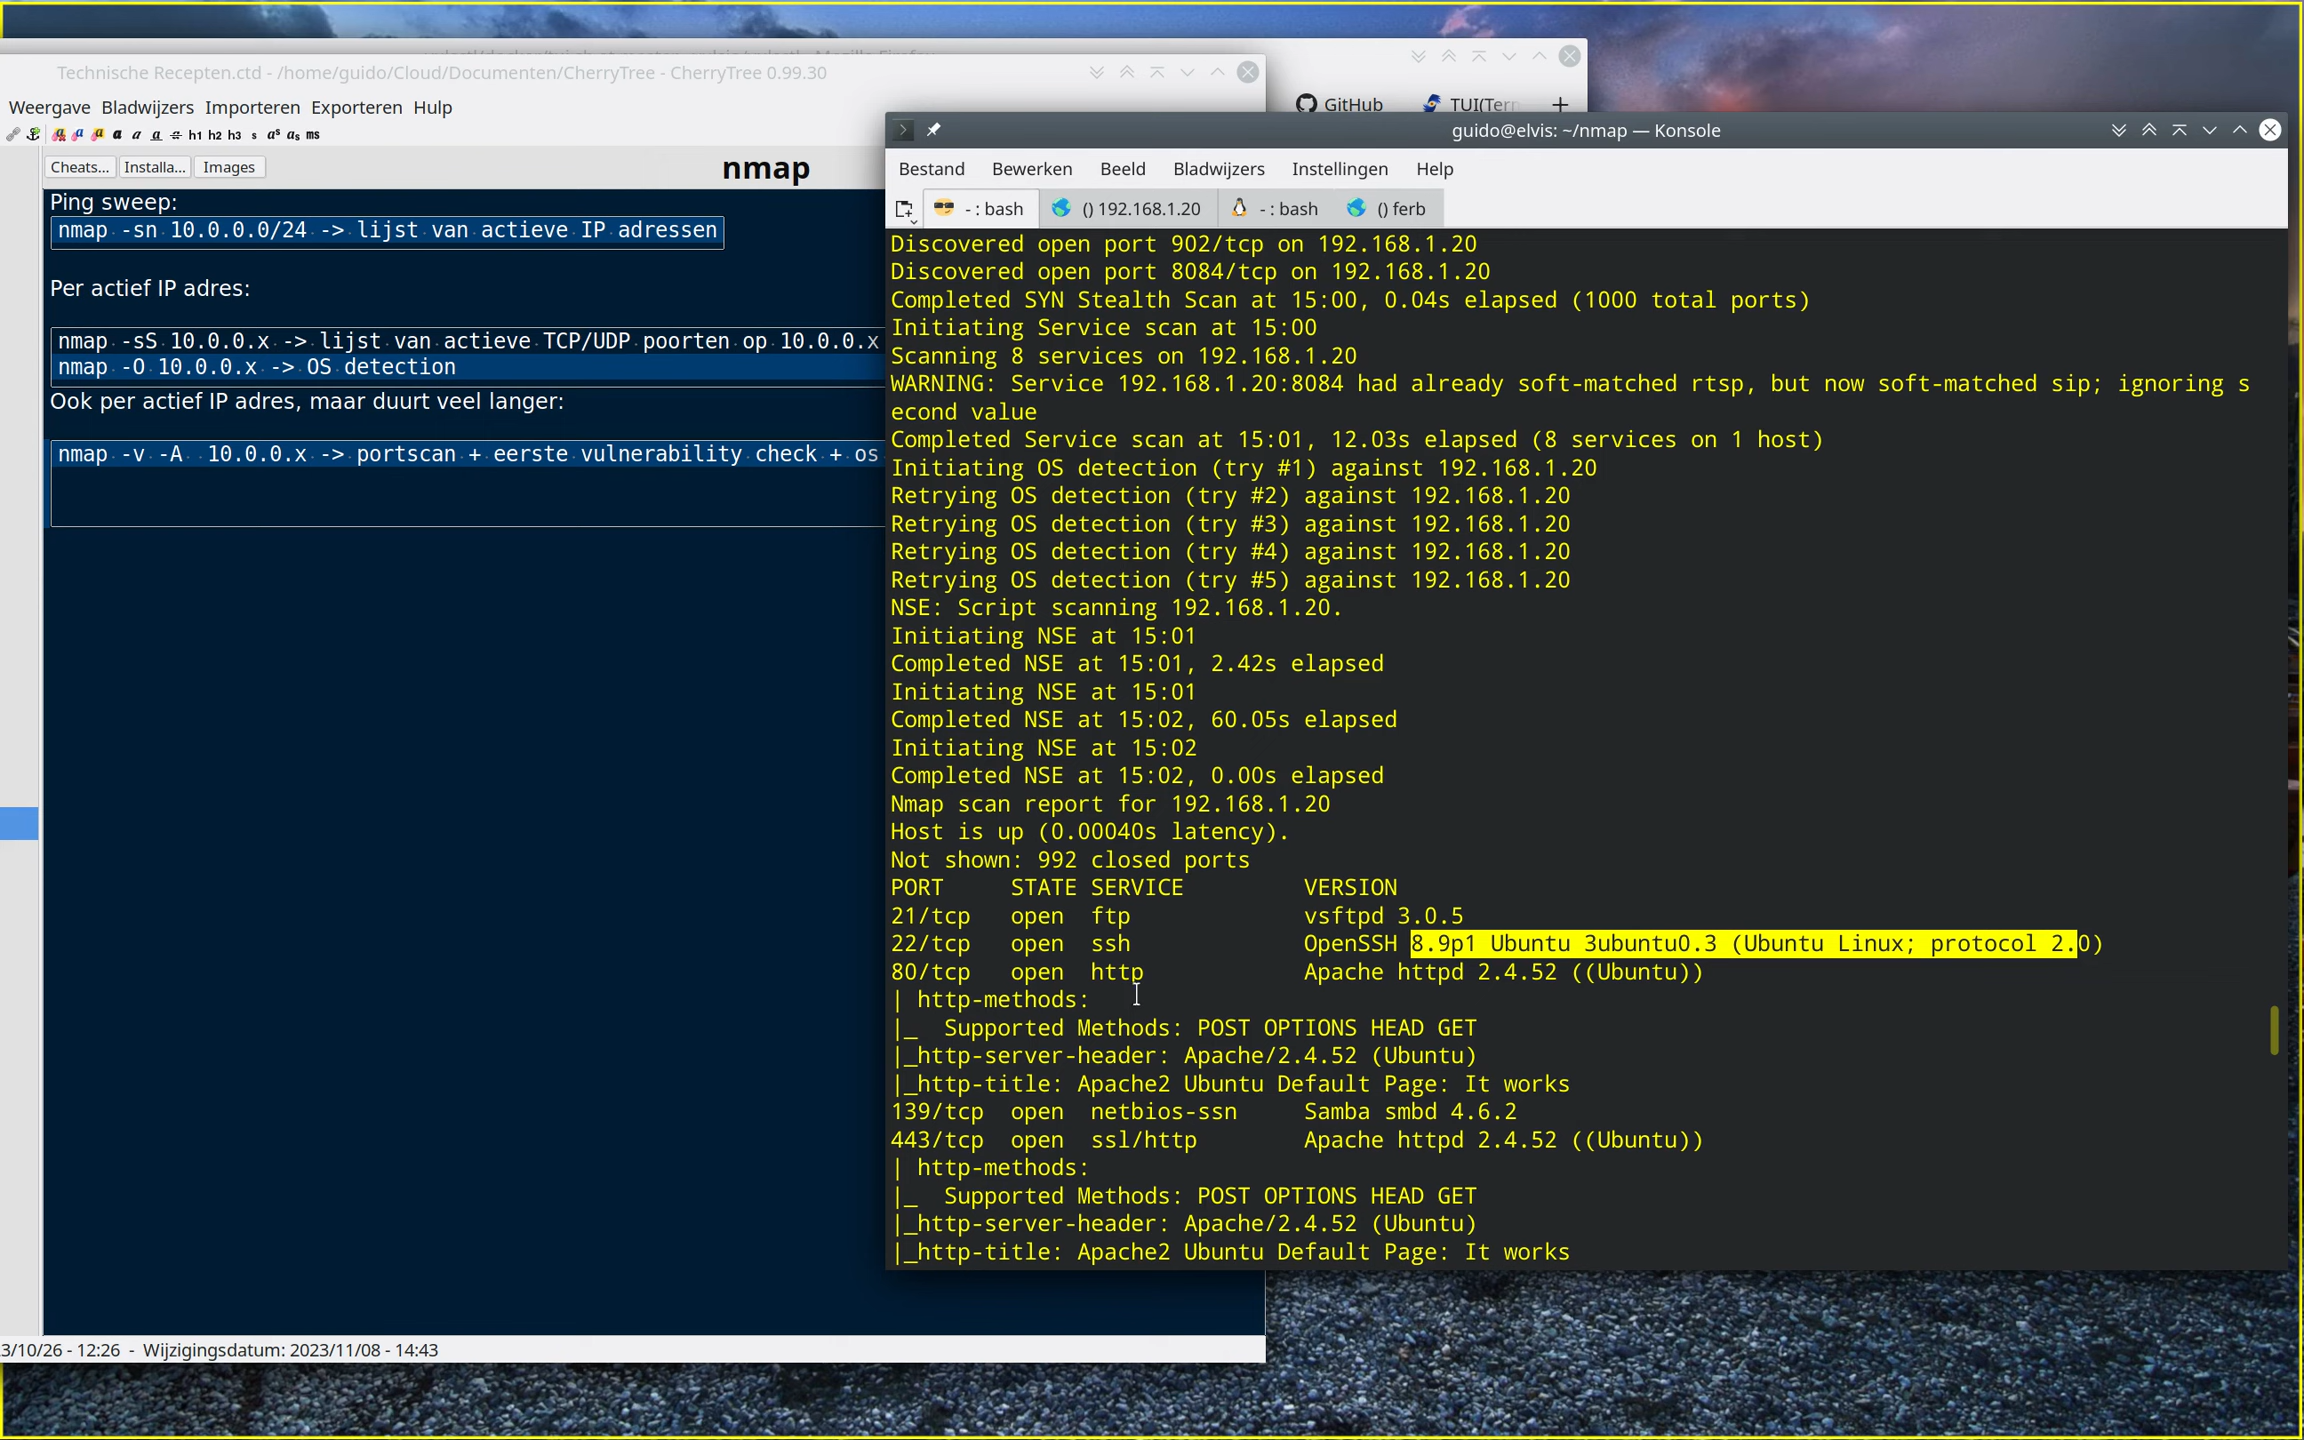 Technische Recepten.ctd - /home/guido/Cloud/Documenten/CherryTree - CherryTree 0.99.30
Weergave Bladwijzers Importeren Exporteren Hulp
h1 h2 h3 s aˢ aₛ ms
Cheats... Installa... Images
nmap
Ping sweep:
nmap -sn 10.0.0.0/24 -> lijst van actieve IP adressen
Per actief IP adres:
nmap -sS 10.0.0.x -> lijst van actieve TCP/UDP poorten op 10.0.0.x
nmap -O 10.0.0.x -> OS detection
Ook per actief IP adres, maar duurt veel langer:
nmap -v -A  10.0.0.x -> portscan + eerste vulnerability check + os
3/10/26 - 12:26 - Wijzigingsdatum: 2023/11/08 - 14:43
GitHub
TUI(Terr
guido@elvis: ~/nmap — Konsole
Bestand Bewerken Beeld Bladwijzers Instellingen Help
- : bash
() 192.168.1.20
- : bash
() ferb
Discovered open port 902/tcp on 192.168.1.20
Discovered open port 8084/tcp on 192.168.1.20
Completed SYN Stealth Scan at 15:00, 0.04s elapsed (1000 total ports)
Initiating Service scan at 15:00
Scanning 8 services on 192.168.1.20
WARNING: Service 192.168.1.20:8084 had already soft-matched rtsp, but now soft-matched sip; ignoring s
econd value
Completed Service scan at 15:01, 12.03s elapsed (8 services on 1 host)
Initiating OS detection (try #1) against 192.168.1.20
Retrying OS detection (try #2) against 192.168.1.20
Retrying OS detection (try #3) against 192.168.1.20
Retrying OS detection (try #4) against 192.168.1.20
Retrying OS detection (try #5) against 192.168.1.20
NSE: Script scanning 192.168.1.20.
Initiating NSE at 15:01
Completed NSE at 15:01, 2.42s elapsed
Initiating NSE at 15:01
Completed NSE at 15:02, 60.05s elapsed
Initiating NSE at 15:02
Completed NSE at 15:02, 0.00s elapsed
Nmap scan report for 192.168.1.20
Host is up (0.00040s latency).
Not shown: 992 closed ports
PORT     STATE SERVICE         VERSION
21/tcp   open  ftp             vsftpd 3.0.5
22/tcp   open  ssh             OpenSSH 8.9p1 Ubuntu 3ubuntu0.3 (Ubuntu Linux; protocol 2.0)
80/tcp   open  http            Apache httpd 2.4.52 ((Ubuntu))
| http-methods:
|_  Supported Methods: POST OPTIONS HEAD GET
|_http-server-header: Apache/2.4.52 (Ubuntu)
|_http-title: Apache2 Ubuntu Default Page: It works
139/tcp  open  netbios-ssn     Samba smbd 4.6.2
443/tcp  open  ssl/http        Apache httpd 2.4.52 ((Ubuntu))
| http-methods:
|_  Supported Methods: POST OPTIONS HEAD GET
|_http-server-header: Apache/2.4.52 (Ubuntu)
|_http-title: Apache2 Ubuntu Default Page: It works